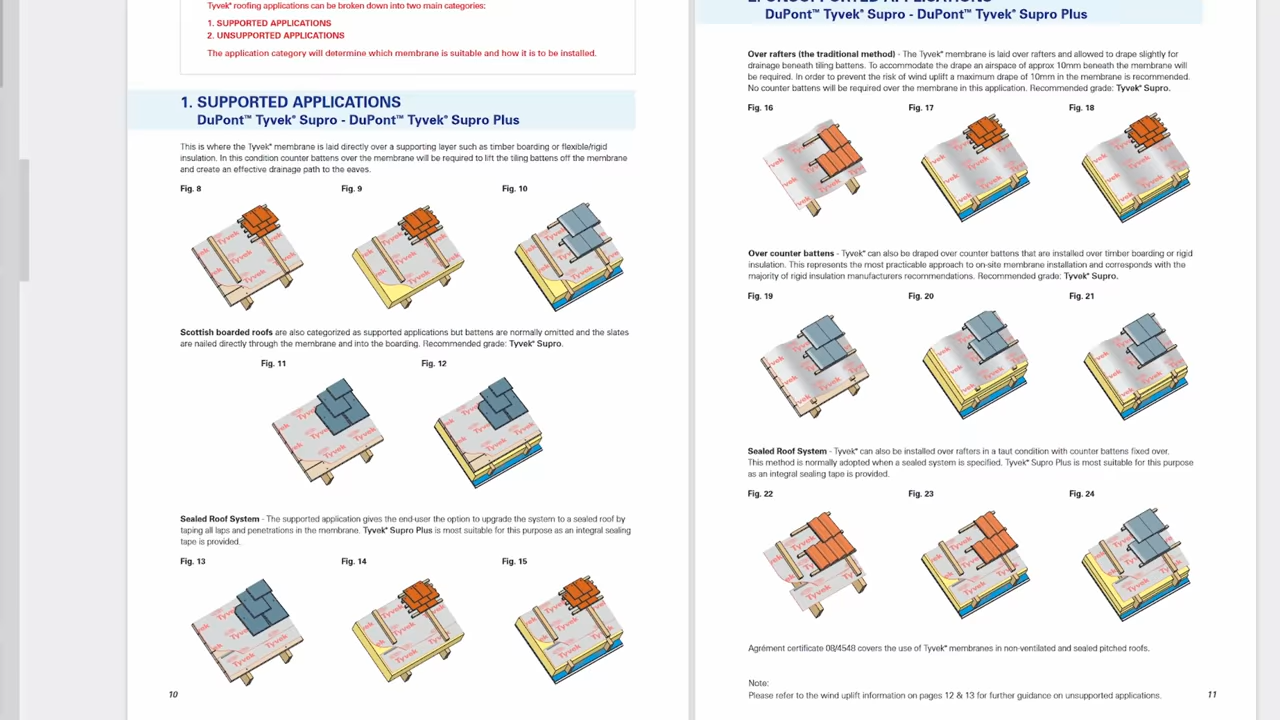 Tyvek® roofing applications can be broken down into two main categories:
1. SUPPORTED APPLICATIONS
2. UNSUPPORTED APPLICATIONS
The application category will determine which membrane is suitable and how it is to be installed.
1. SUPPORTED APPLICATIONS
DuPont™ Tyvek® Supro - DuPont™ Tyvek® Supro Plus
This is where the Tyvek® membrane is laid directly over a supporting layer such as timber boarding or flexible/rigid
insulation. In this condition counter battens over the membrane will be required to lift the tiling battens off the membrane
and create an effective drainage path to the eaves.
Fig. 8
Fig. 9
Fig. 10
Scottish boarded roofs are also categorized as supported applications but battens are normally omitted and the slates
are nailed directly through the membrane and into the boarding. Recommended grade: Tyvek® Supro.
Fig. 11
Fig. 12
Sealed Roof System - The supported application gives the end-user the option to upgrade the system to a sealed roof by
taping all laps and penetrations in the membrane. Tyvek® Supro Plus is most suitable for this purpose as an integral sealing
tape is provided.
Fig. 13
Fig. 14
Fig. 15
10
2. UNSUPPORTED APPLICATIONS
DuPont™ Tyvek® Supro - DuPont™ Tyvek® Supro Plus
Over rafters (the traditional method) - The Tyvek® membrane is laid over rafters and allowed to drape slightly for
drainage beneath tiling battens. To accommodate the drape an airspace of approx 10mm beneath the membrane will
be required. In order to prevent the risk of wind uplift a maximum drape of 10mm in the membrane is recommended.
No counter battens will be required over the membrane in this application. Recommended grade: Tyvek® Supro.
Fig. 16
Fig. 17
Fig. 18
Over counter battens - Tyvek® can also be draped over counter battens that are installed over timber boarding or rigid
insulation. This represents the most practicable approach to on-site membrane installation and corresponds with the
majority of rigid insulation manufacturers recommendations. Recommended grade: Tyvek® Supro.
Fig. 19
Fig. 20
Fig. 21
Sealed Roof System - Tyvek® can also be installed over rafters in a taut condition with counter battens fixed over.
This method is normally adopted when a sealed system is specified. Tyvek® Supro Plus is most suitable for this purpose
as an integral sealing tape is provided.
Fig. 22
Fig. 23
Fig. 24
Agrément certificate 08/4548 covers the use of Tyvek® membranes in non-ventilated and sealed pitched roofs.
Note:
Please refer to the wind uplift information on pages 12 & 13 for further guidance on unsupported applications.
11